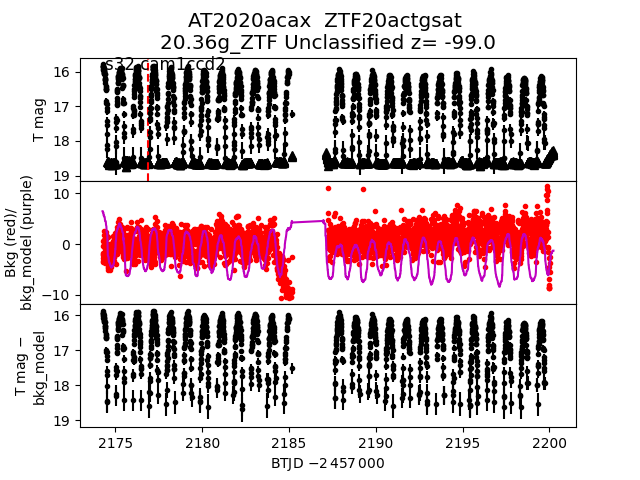 AT2020acax  ZTF20actgsat
20.36g_ZTF Unclassified z= -99.0
s32 cam1ccd2
T mag
16
17
18
19
Bkg (red)/
bkg_model (purple)
10
0
−10
T mag −
bkg_model
16
17
18
19
2175 2180 2185 2190 2195 2200
BTJD −2 457 000